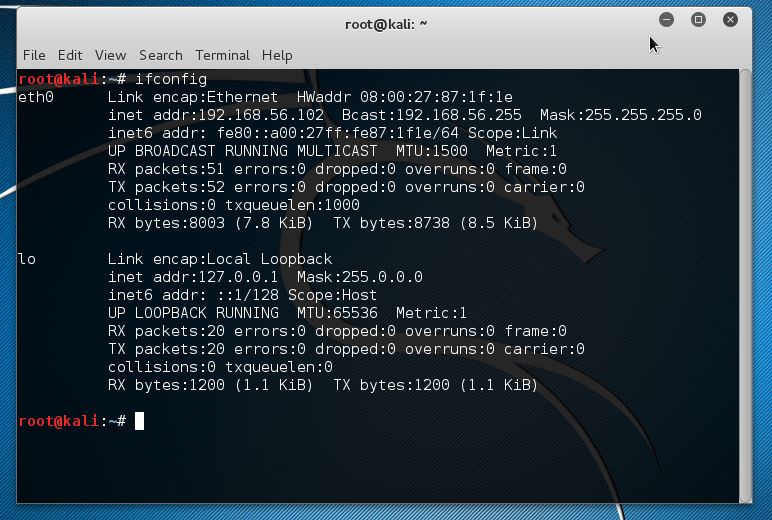 root@kali: ~
File Edit View Search Terminal Help
root@kali:~# ifconfig
eth0      Link encap:Ethernet  HWaddr 08:00:27:87:1f:1e
          inet addr:192.168.56.102  Bcast:192.168.56.255  Mask:255.255.255.0
          inet6 addr: fe80::a00:27ff:fe87:1f1e/64 Scope:Link
          UP BROADCAST RUNNING MULTICAST  MTU:1500  Metric:1
          RX packets:51 errors:0 dropped:0 overruns:0 frame:0
          TX packets:52 errors:0 dropped:0 overruns:0 carrier:0
          collisions:0 txqueuelen:1000
          RX bytes:8003 (7.8 KiB)  TX bytes:8738 (8.5 KiB)
lo        Link encap:Local Loopback
          inet addr:127.0.0.1  Mask:255.0.0.0
          inet6 addr: ::1/128 Scope:Host
          UP LOOPBACK RUNNING  MTU:65536  Metric:1
          RX packets:20 errors:0 dropped:0 overruns:0 frame:0
          TX packets:20 errors:0 dropped:0 overruns:0 carrier:0
          collisions:0 txqueuelen:0
          RX bytes:1200 (1.1 KiB)  TX bytes:1200 (1.1 KiB)
root@kali:~#